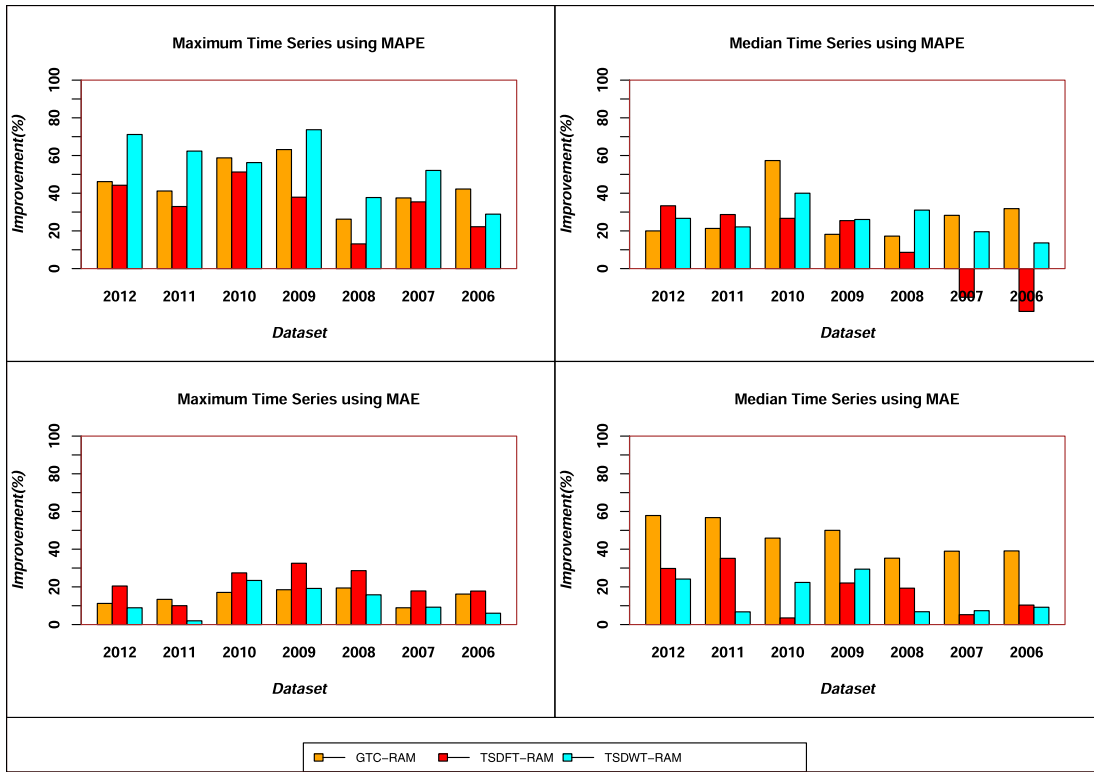 Maximum Time Series using MAPE
Improvement(%)
100
80
60
40
20
0
2012 2011 2010 2009 2008 2007 2006
Dataset
Median Time Series using MAPE
Improvement(%)
100
80
60
40
20
0
2012 2011 2010 2009 2008 2007 2006
Dataset
Maximum Time Series using MAE
Improvement(%)
100
80
60
40
20
0
2012 2011 2010 2009 2008 2007 2006
Dataset
Median Time Series using MAE
Improvement(%)
100
80
60
40
20
0
2012 2011 2010 2009 2008 2007 2006
Dataset
GTC−RAM TSDFT−RAM TSDWT−RAM